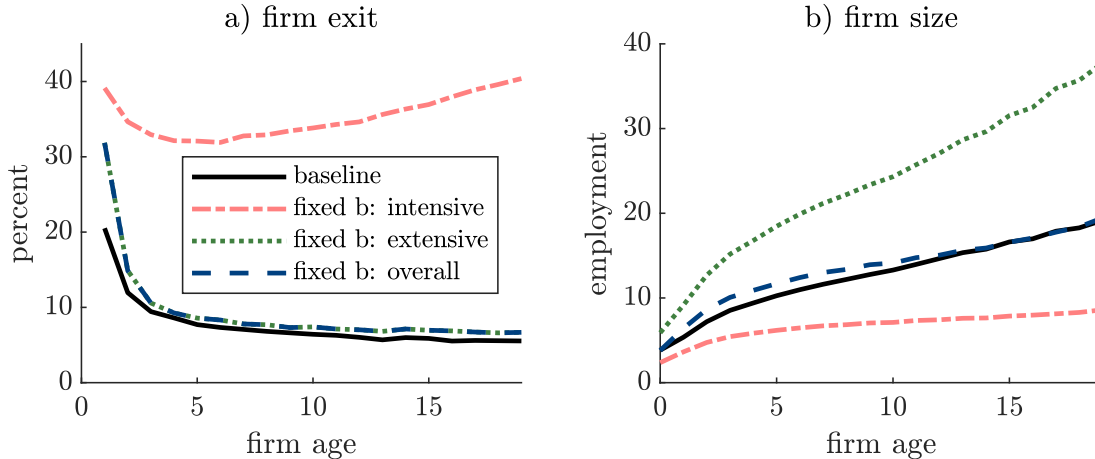 a) firm exit
40
30
20
10
0
0
5
10
15
percent
firm age
baseline
fixed b: intensive
fixed b: extensive
fixed b: overall
b) firm size
40
30
20
10
0
0
5
10
15
employment
firm age